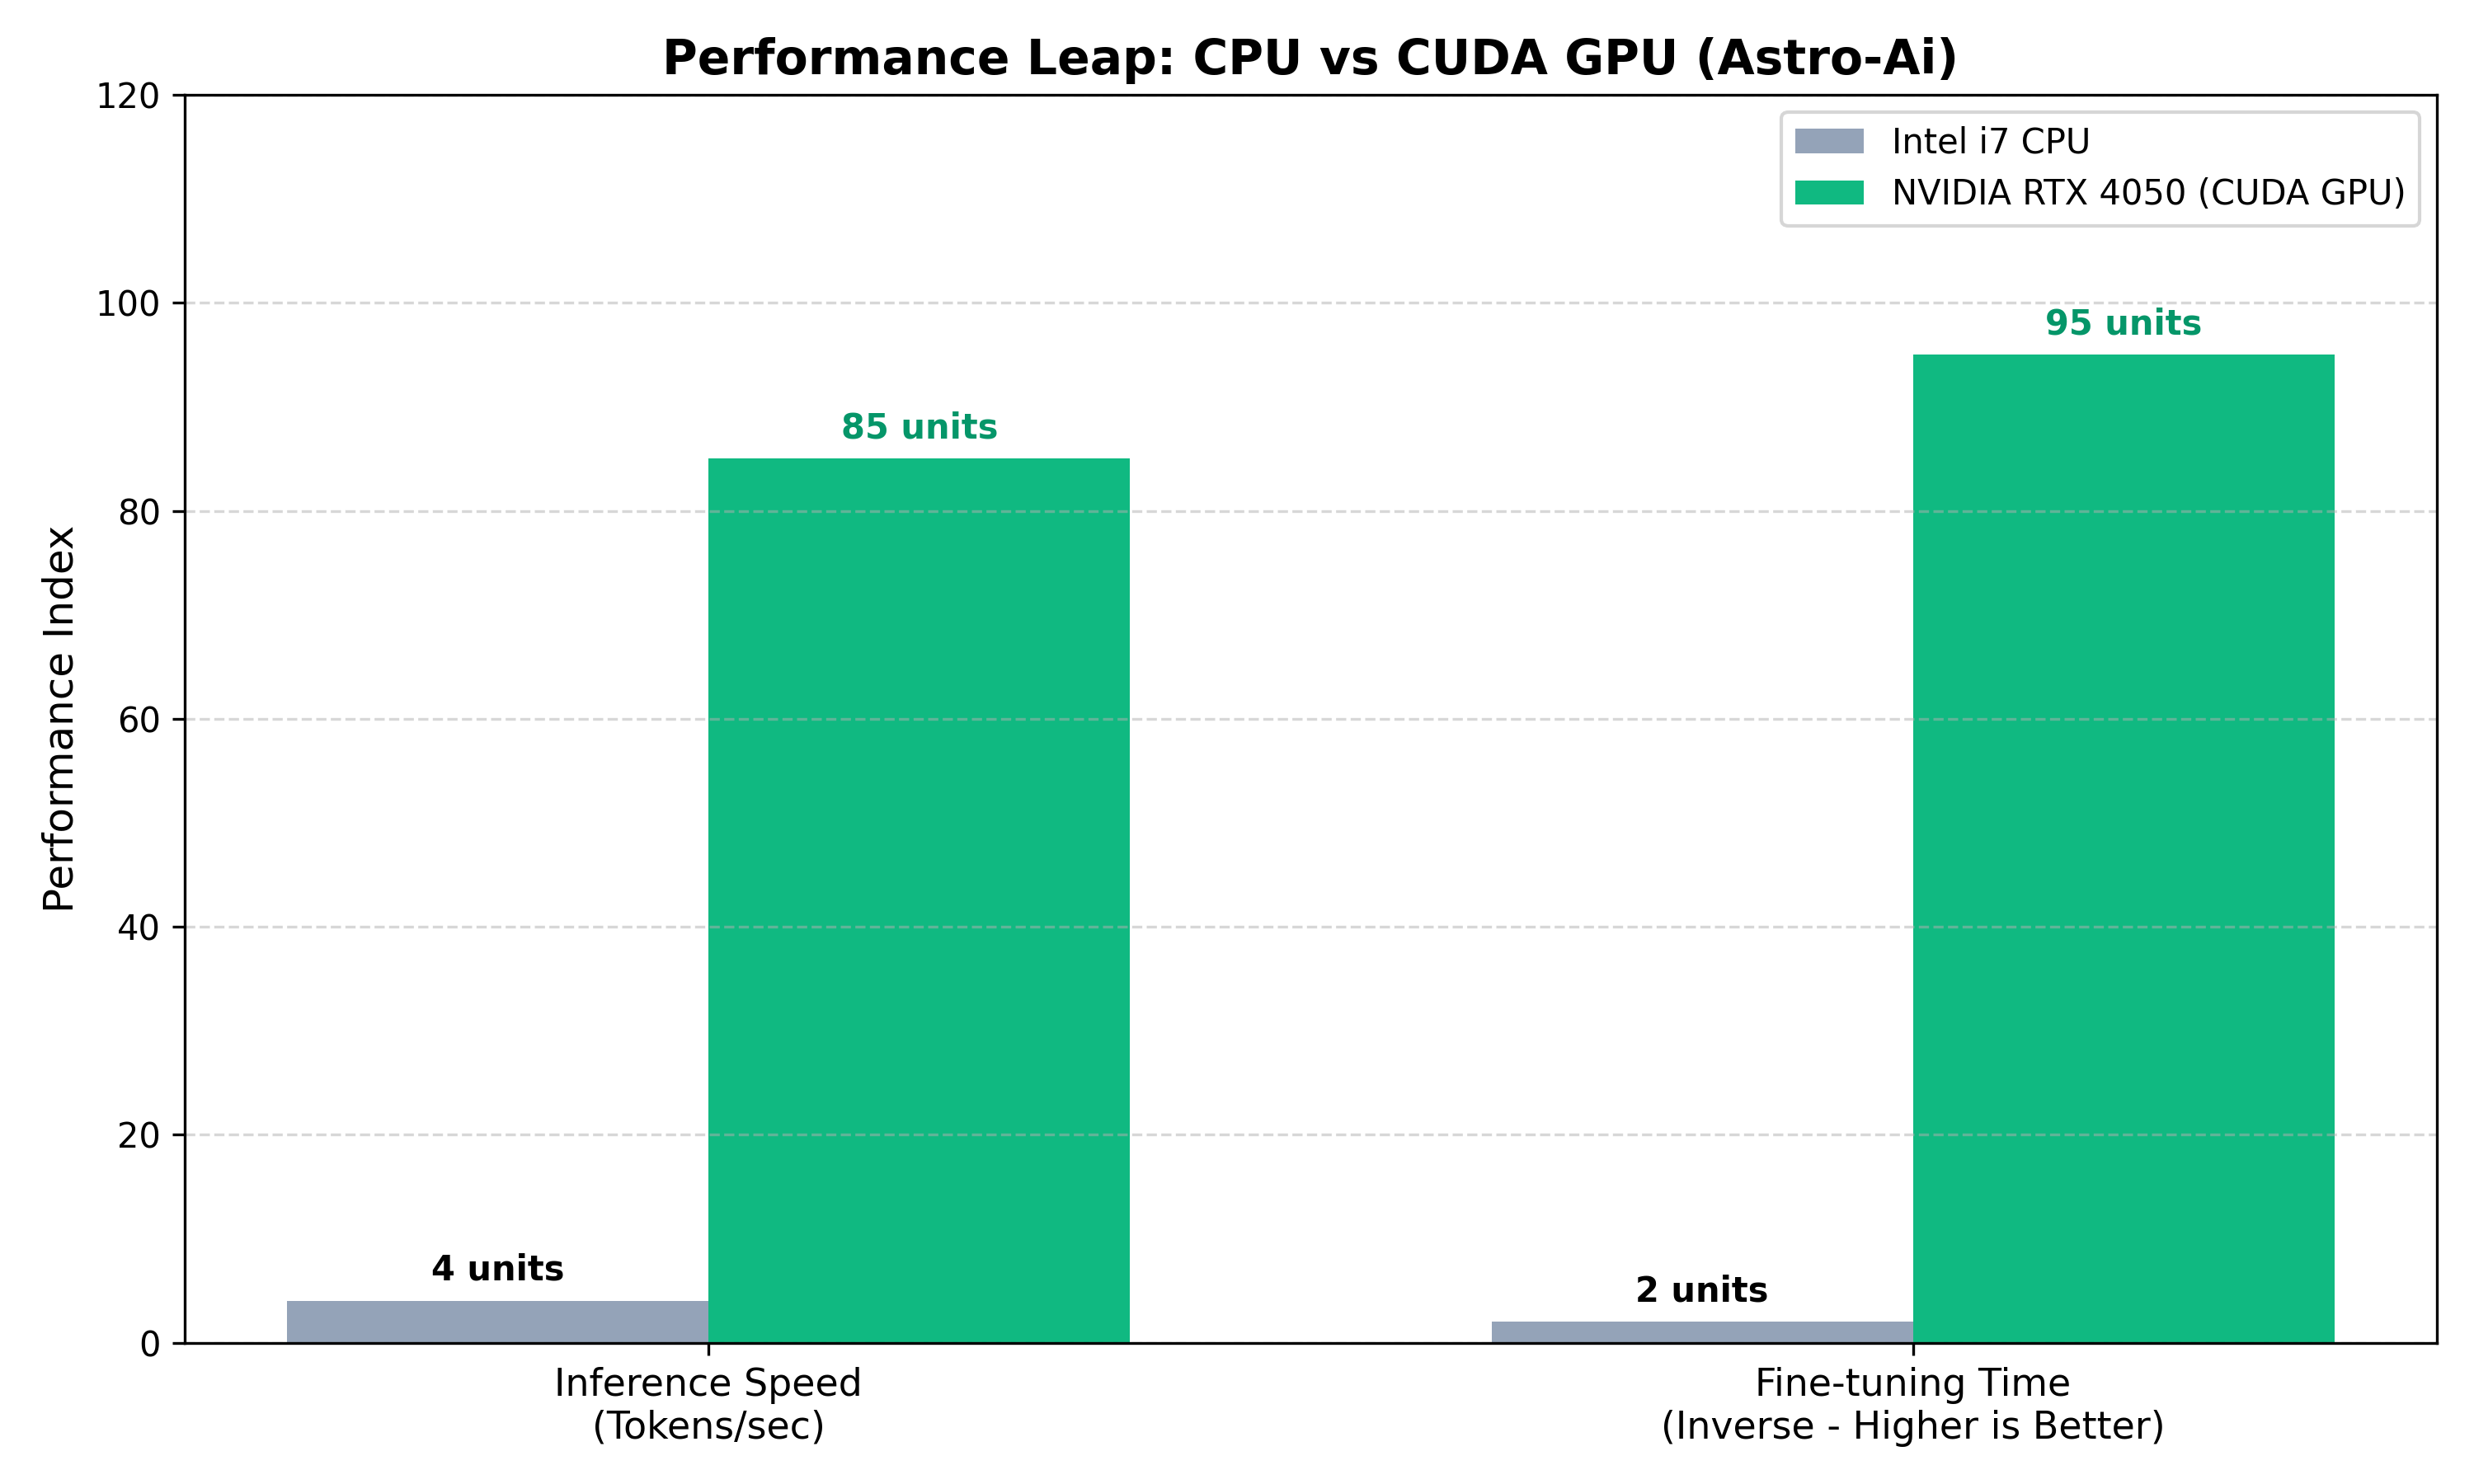 Performance Leap: CPU vs CUDA GPU (Astro-Ai)
120
100
80
60
40
20
0
Performance Index
Intel i7 CPU
NVIDIA RTX 4050 (CUDA GPU)
95 units
85 units
4 units
2 units
Inference Speed
(Tokens/sec)
Fine-tuning Time
(Inverse - Higher is Better)